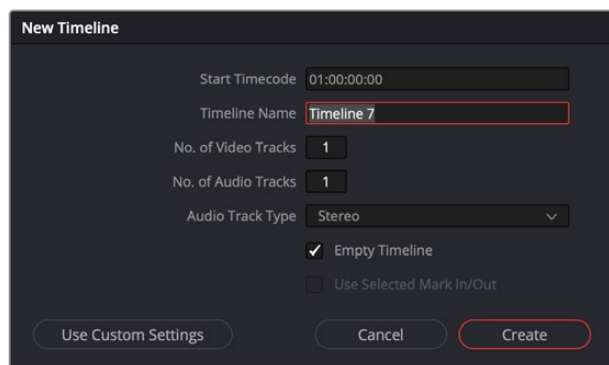 New Timeline
Start Timecode 01:00:00:00
Timeline Name Timeline 7
No. of Video Tracks 1
No. of Audio Tracks 1
Audio Track Type Stereo
Empty Timeline
Use Selected Mark In/Out
Use Custom Settings Cancel Create